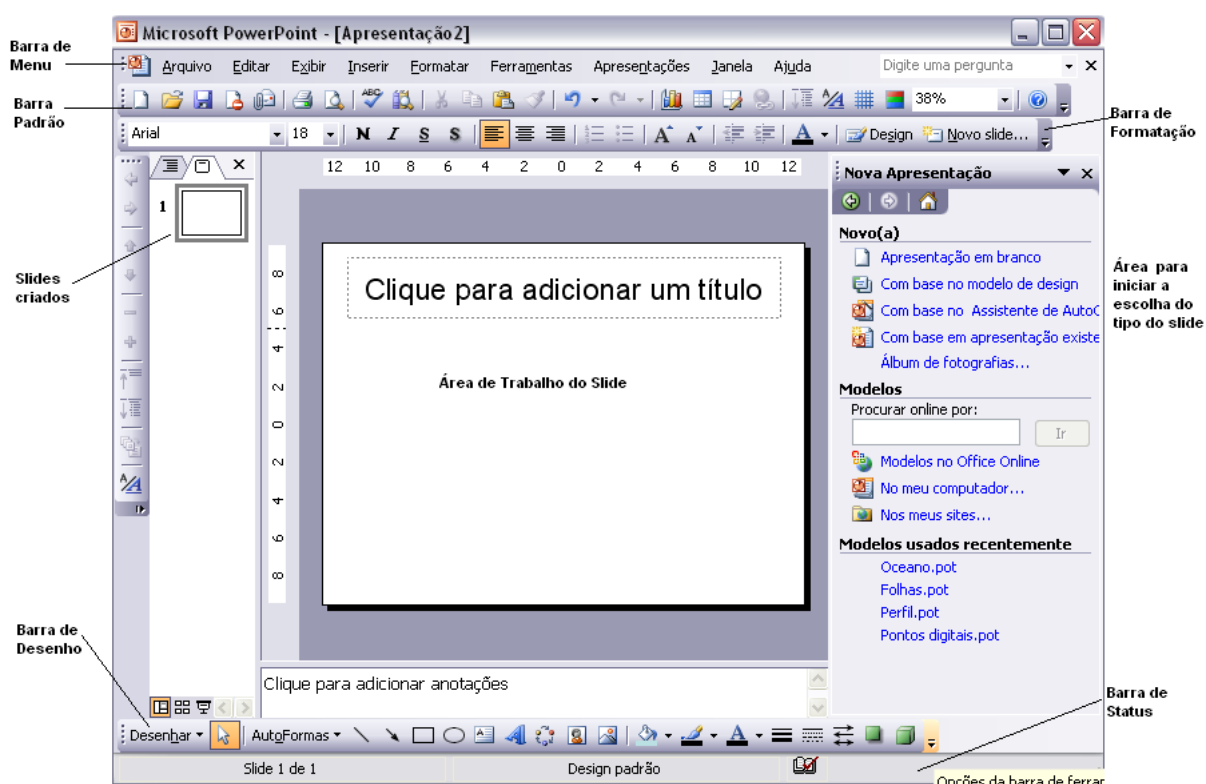 Microsoft PowerPoint - [Apresentação2]
Barra de
Menu
Arquivo Editar Exibir Inserir Formatar Ferramentas Apresentações Janela Ajuda Digite uma pergunta
Barra
Padrão
ABC
38%
Barra de
Formatação
Arial 18 N I S S A A A Design Novo slide...
12 10 8 6 4 2 0 2 4 6 8 10 12
Nova Apresentação
1
Slides
criados
8
6
4
2
0
2
4
6
8
Clique para adicionar um título
Área de Trabalho do Slide
Novo(a)
Apresentação em branco
Com base no modelo de design
Com base no Assistente de AutoC
Com base em apresentação existe
Álbum de fotografias...
Modelos
Procurar online por:
Ir
Modelos no Office Online
No meu computador...
Nos meus sites...
Modelos usados recentemente
Oceano.pot
Folhas.pot
Perfil.pot
Pontos digitais.pot
Área para
iniciar a
escolha do
tipo do slide
Barra de
Desenho
Clique para adicionar anotações
Barra de
Status
Desenhar AutoFormas A A
Slide 1 de 1 Design padrão
Opções da barra de ferrar